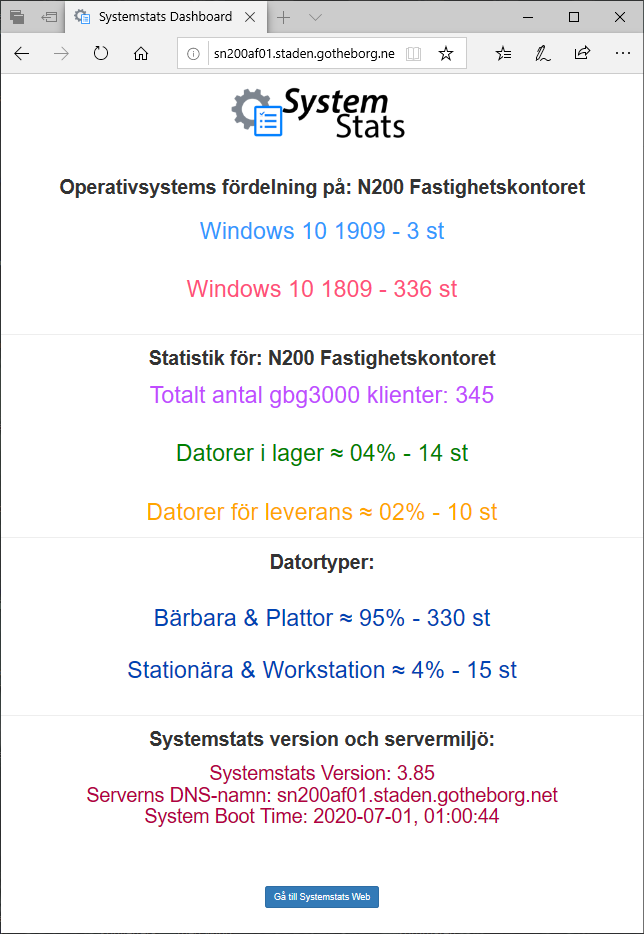 Systemstats Dashboard
sn200af01.staden.gotheborg.ne
System
Stats
Operativsystems fördelning på: N200 Fastighetskontoret
Windows 10 1909 - 3 st
Windows 10 1809 - 336 st
Statistik för: N200 Fastighetskontoret
Totalt antal gbg3000 klienter: 345
Datorer i lager ≈ 04% - 14 st
Datorer för leverans ≈ 02% - 10 st
Datortyper:
Bärbara & Plattor ≈ 95% - 330 st
Stationära & Workstation ≈ 4% - 15 st
Systemstats version och servermiljö:
Systemstats Version: 3.85
Serverns DNS-namn: sn200af01.staden.gotheborg.net
System Boot Time: 2020-07-01, 01:00:44
Gå till Systemstats Web